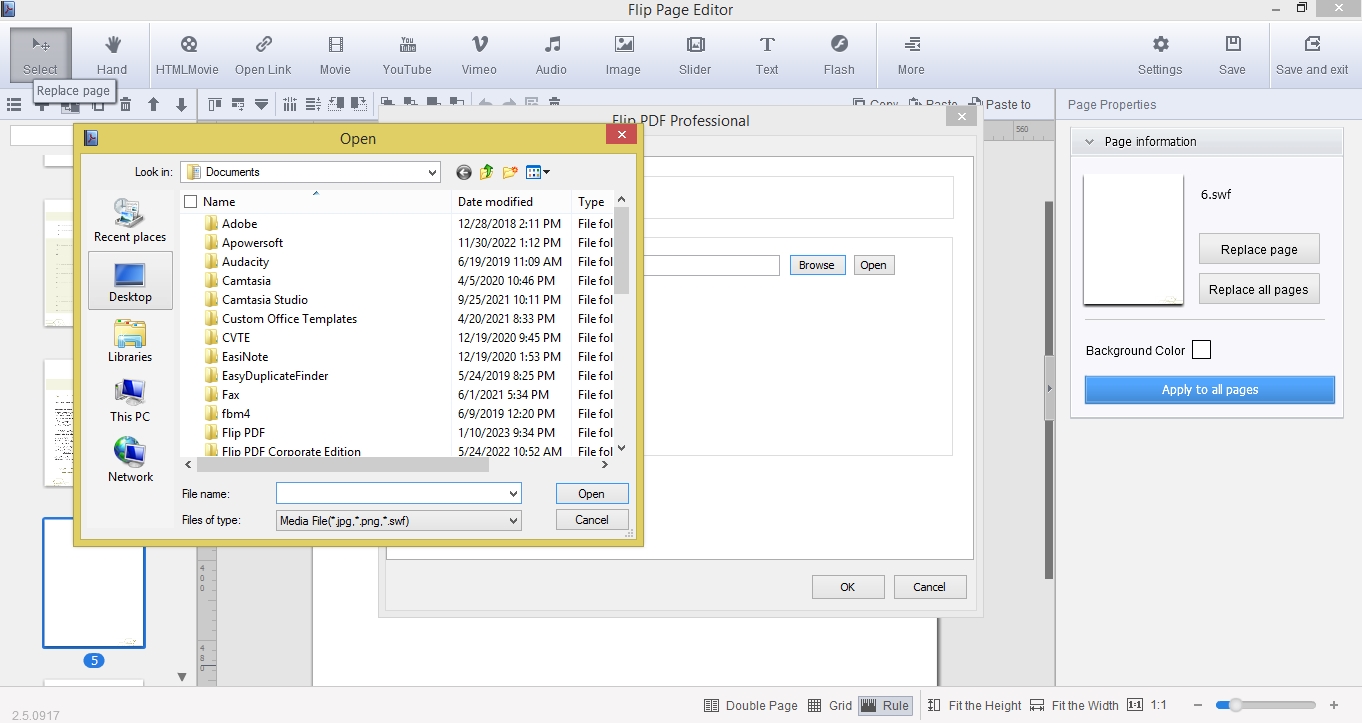 Flip Page Editor
Select
Hand
HTMLMovie
Open Link
Movie
You
Tube
YouTube
Vimeo
Audio
Image
Slider
Text
Flash
More
Settings
Save
Save and exit
Replace page
Copy
Paste
Paste to
Page Properties
Flip PDF Professional
560
Open
Page information
Look in:
Documents
Name
Date modified
Type
Recent places
Desktop
Libraries
This PC
Network
Adobe 12/28/2018 2:11 PM File fol
Apowersoft 11/30/2022 1:12 PM File fol
Audacity 6/19/2019 11:09 AM File fol
Camtasia 4/5/2020 10:46 PM File fol
Camtasia Studio 9/25/2021 10:11 PM File fol
Custom Office Templates 4/20/2021 8:33 PM File fol
CVTE 12/19/2020 9:45 PM File fol
EasiNote 12/19/2020 1:53 PM File fol
EasyDuplicateFinder 5/24/2019 8:25 PM File fol
Fax 6/1/2021 5:34 PM File fol
fbm4 6/9/2019 12:20 PM File fol
Flip PDF 1/10/2023 9:34 PM File fol
Flip PDF Corporate Edition 5/24/2022 10:52 AM File fol
File name:
Open
Files of type:
Media File(*.jpg,*.png,*.swf)
Cancel
Browse
Open
6.swf
Replace page
Replace all pages
Background Color
Apply to all pages
OK
Cancel
400
480
5
Double Page
Grid
Rule
Fit the Height
Fit the Width
1:1
1:1
2.5.0917